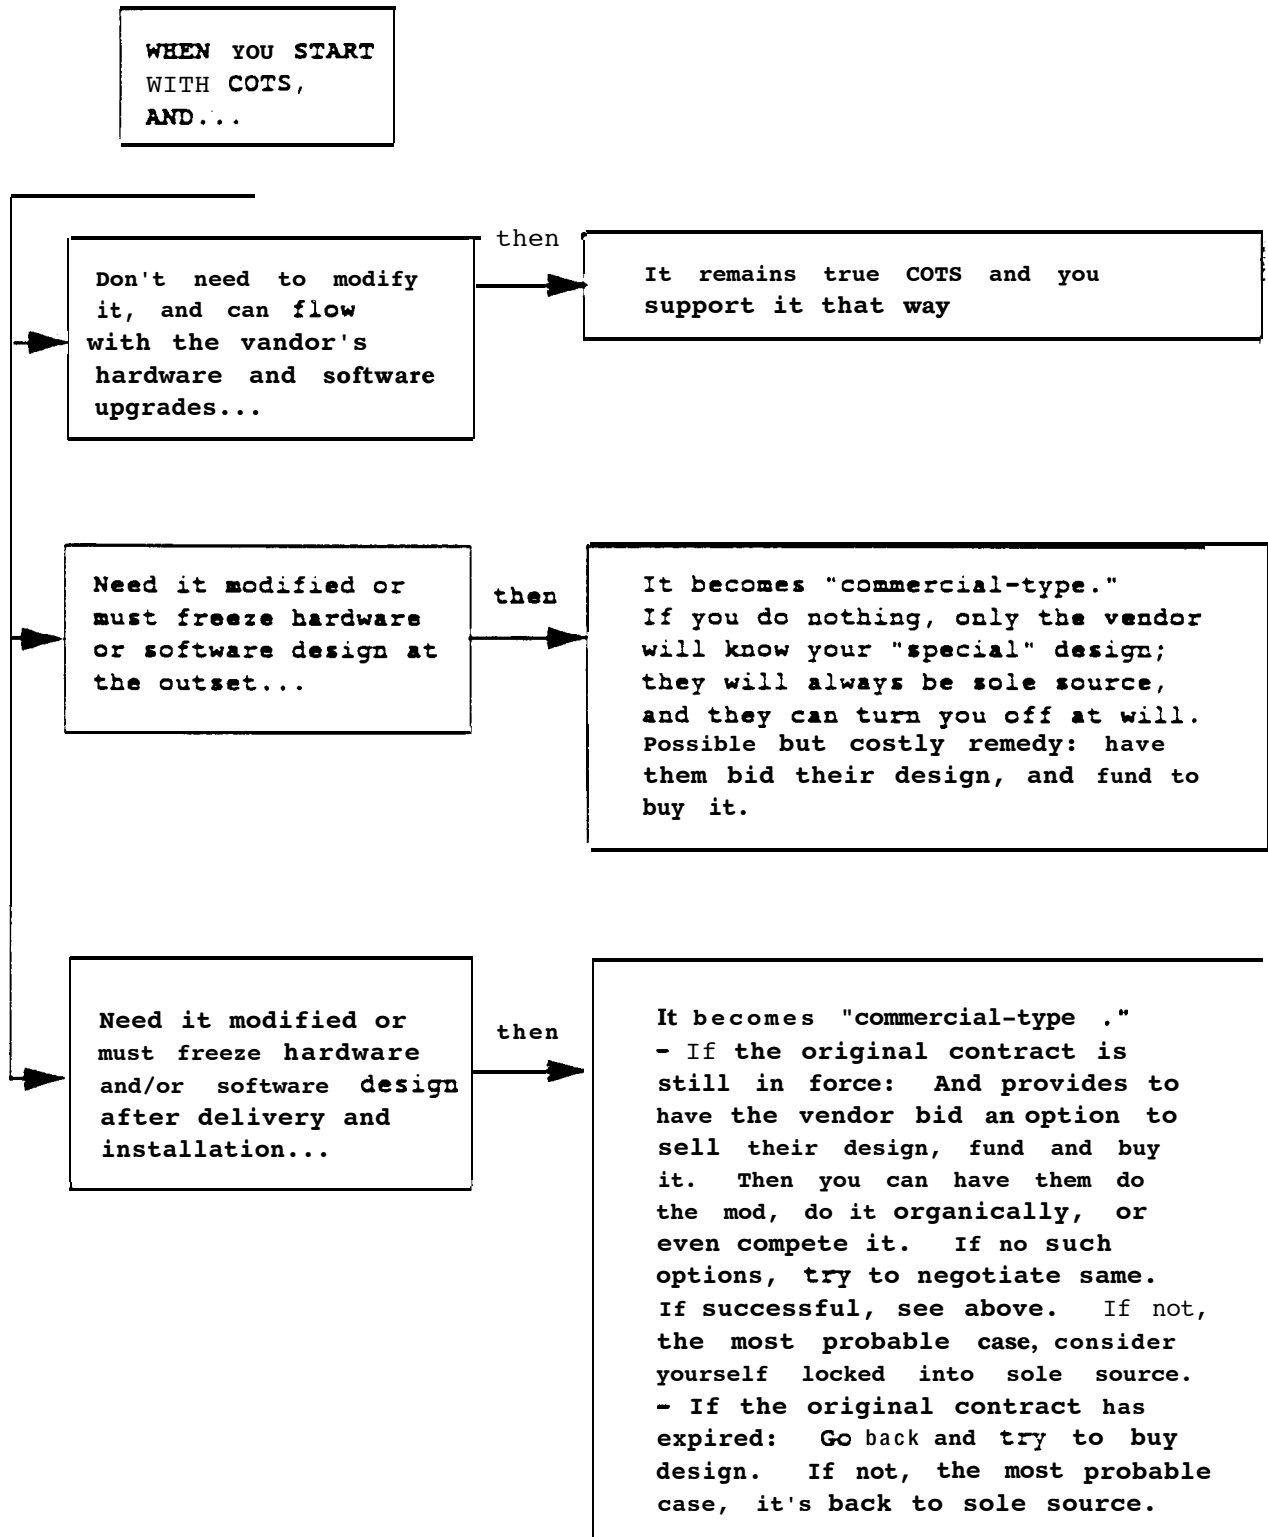 WHEN YOU START
WITH COTS,
AND...
Don't need to modify
it, and can flow
with the vandor's
hardware and software
upgrades...
then
It remains true COTS and you
support it that way
Need it modified or
must freeze hardware
or software design at
the outset...
then
It becomes "commercial-type."
If you do nothing, only the vendor
will know your "special" design;
they will always be sole source,
and they can turn you off at will.
Possible but costly remedy: have
them bid their design, and fund to
buy it.
Need it modified or
must freeze hardware
and/or software design
after delivery and
installation...
then
It becomes "commercial-type ."
- If the original contract is
still in force: And provides to
have the vendor bid an option to
sell their design, fund and buy
it. Then you can have them do
the mod, do it organically, or
even compete it. If no such
options, try to negotiate same.
If successful, see above. If not,
the most probable case, consider
yourself locked into sole source.
- If the original contract has
expired: Go back and try to buy
design. If not, the most probable
case, it's back to sole source.